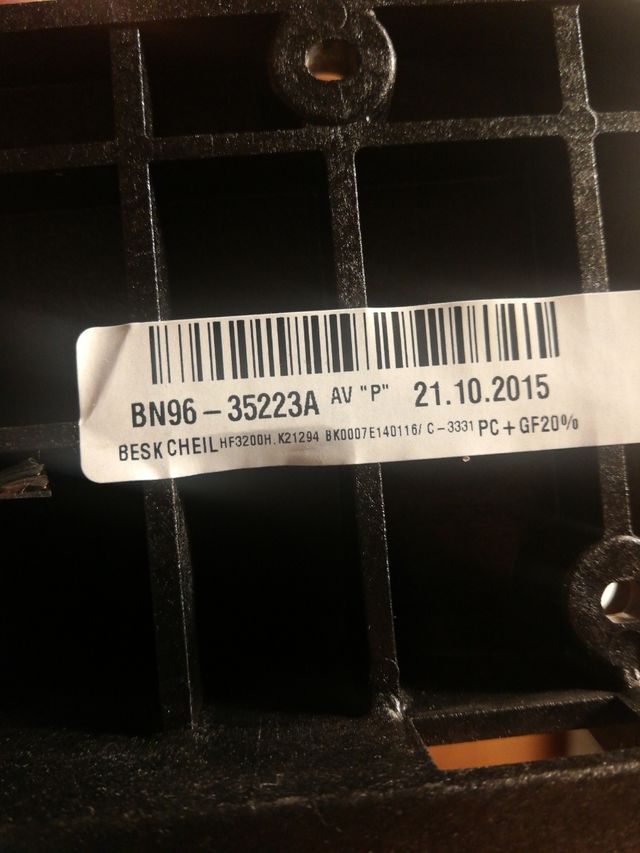 BN96-35223A AV "P" 21.10.2015
BESK CHEIL HF3200H.K21294 BK0007E140116/ C-3331 PC+GF20%